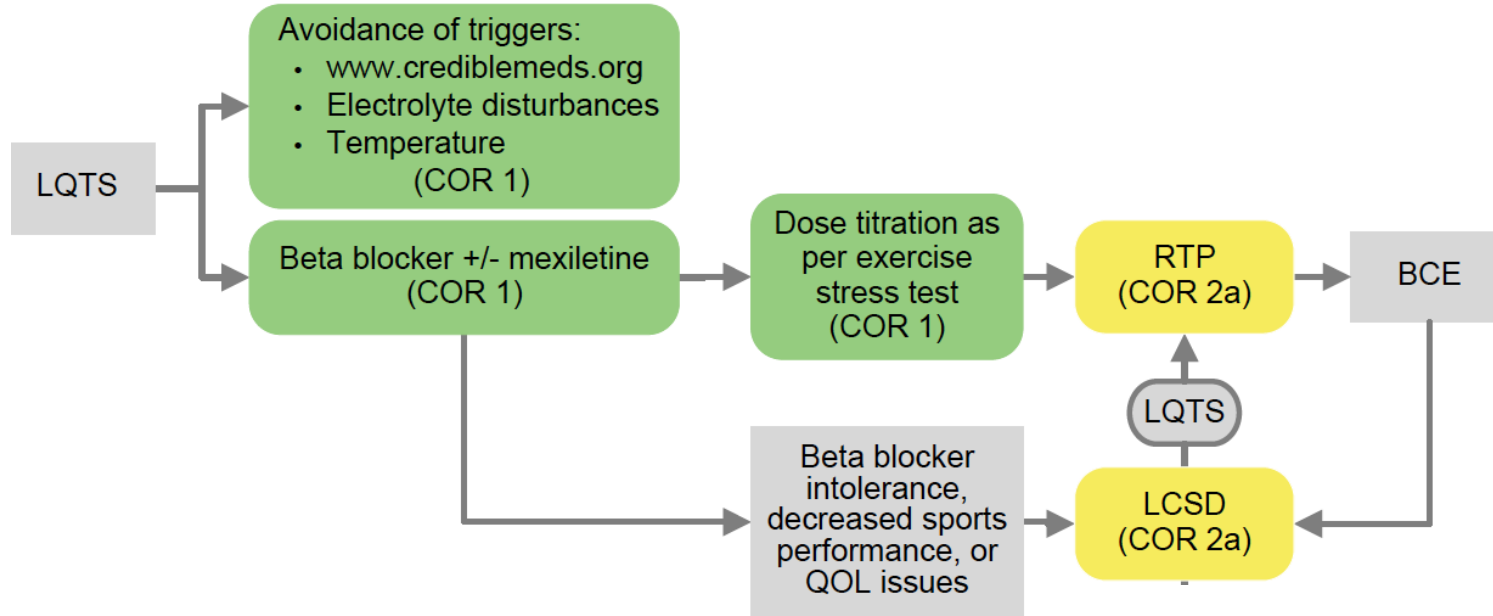 Avoidance of triggers:
• www.crediblemeds.org
• Electrolyte disturbances
• Temperature
(COR 1)
LQTS
Beta blocker +/- mexiletine
(COR 1)
Dose titration as
per exercise
stress test
(COR 1)
RTP
(COR 2a)
BCE
LQTS
Beta blocker
intolerance,
decreased sports
performance, or
QOL issues
LCSD
(COR 2a)